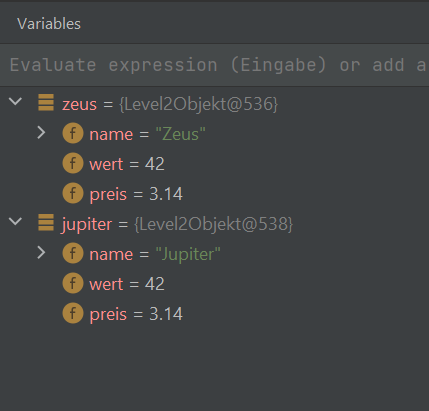 Variables
Evaluate expression (Eingabe) or add a
zeus = {Level2Objekt@536}
f name = "Zeus"
f wert = 42
f preis = 3.14
jupiter = {Level2Objekt@538}
f name = "Jupiter"
f wert = 42
f preis = 3.14